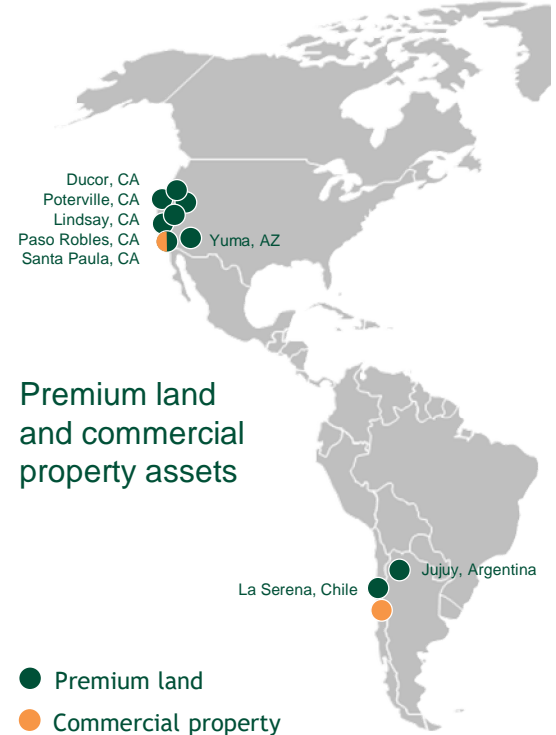 Ducor, CA
Poterville, CA
Lindsay, CA
Paso Robles, CA
Santa Paula, CA
Yuma, AZ
Premium land
and commercial
property assets
Jujuy, Argentina
La Serena, Chile
Premium land
Commercial property